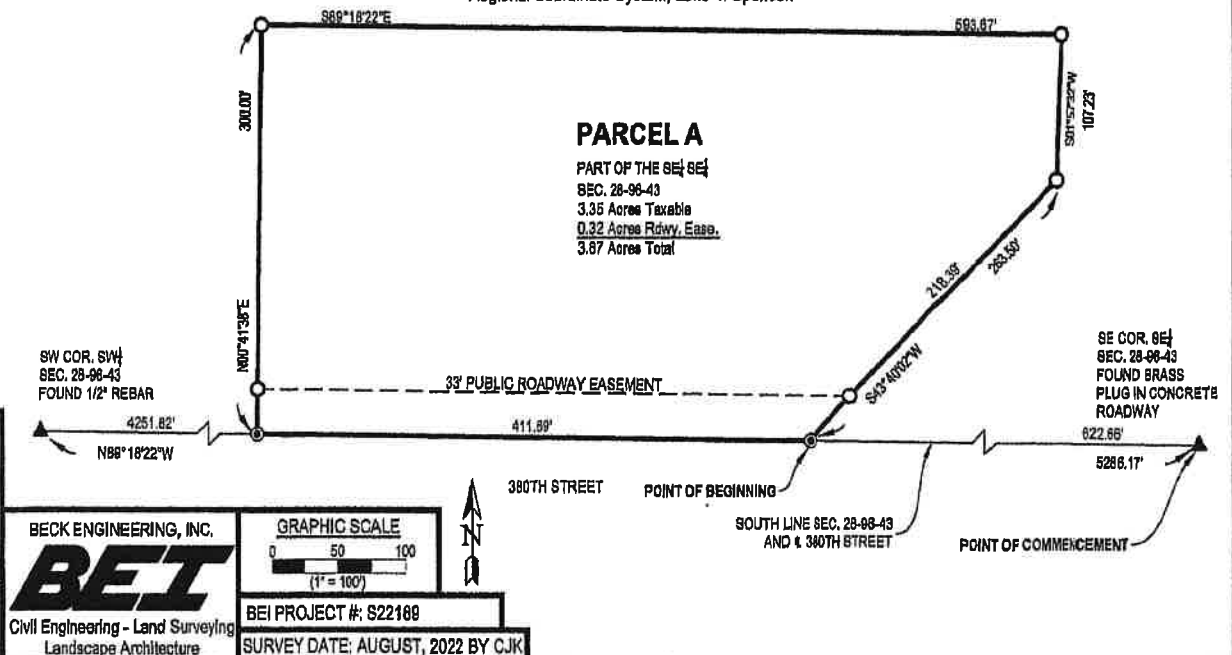 S89°18'22"E
593.67'
300.00'
S01°57'32"W
107.23'
PARCEL A
PART OF THE SE¼ SE¼
SEC. 28-96-43
3.35 Acres Taxable
0.32 Acres Rdwy. Ease.
3.67 Acres Total
218.39'
263.50'
N00°41'38"E
S43°40'02"W
33' PUBLIC ROADWAY EASEMENT
SW COR. SW¼
SEC. 28-96-43
FOUND 1/2" REBAR
SE COR. SE¼
SEC. 28-96-43
FOUND BRASS
PLUG IN CONCRETE
ROADWAY
4251.82'
N89°18'22"W
411.69'
622.66'
5286.17'
380TH STREET
POINT OF BEGINNING
SOUTH LINE SEC. 28-96-43
AND ℄ 380TH STREET
POINT OF COMMENCEMENT
BECK ENGINEERING, INC.
BEI
Civil Engineering - Land Surveying
Landscape Architecture
GRAPHIC SCALE
0 50 100
(1" = 100')
N
BEI PROJECT #: S22169
SURVEY DATE: AUGUST, 2022 BY CJK